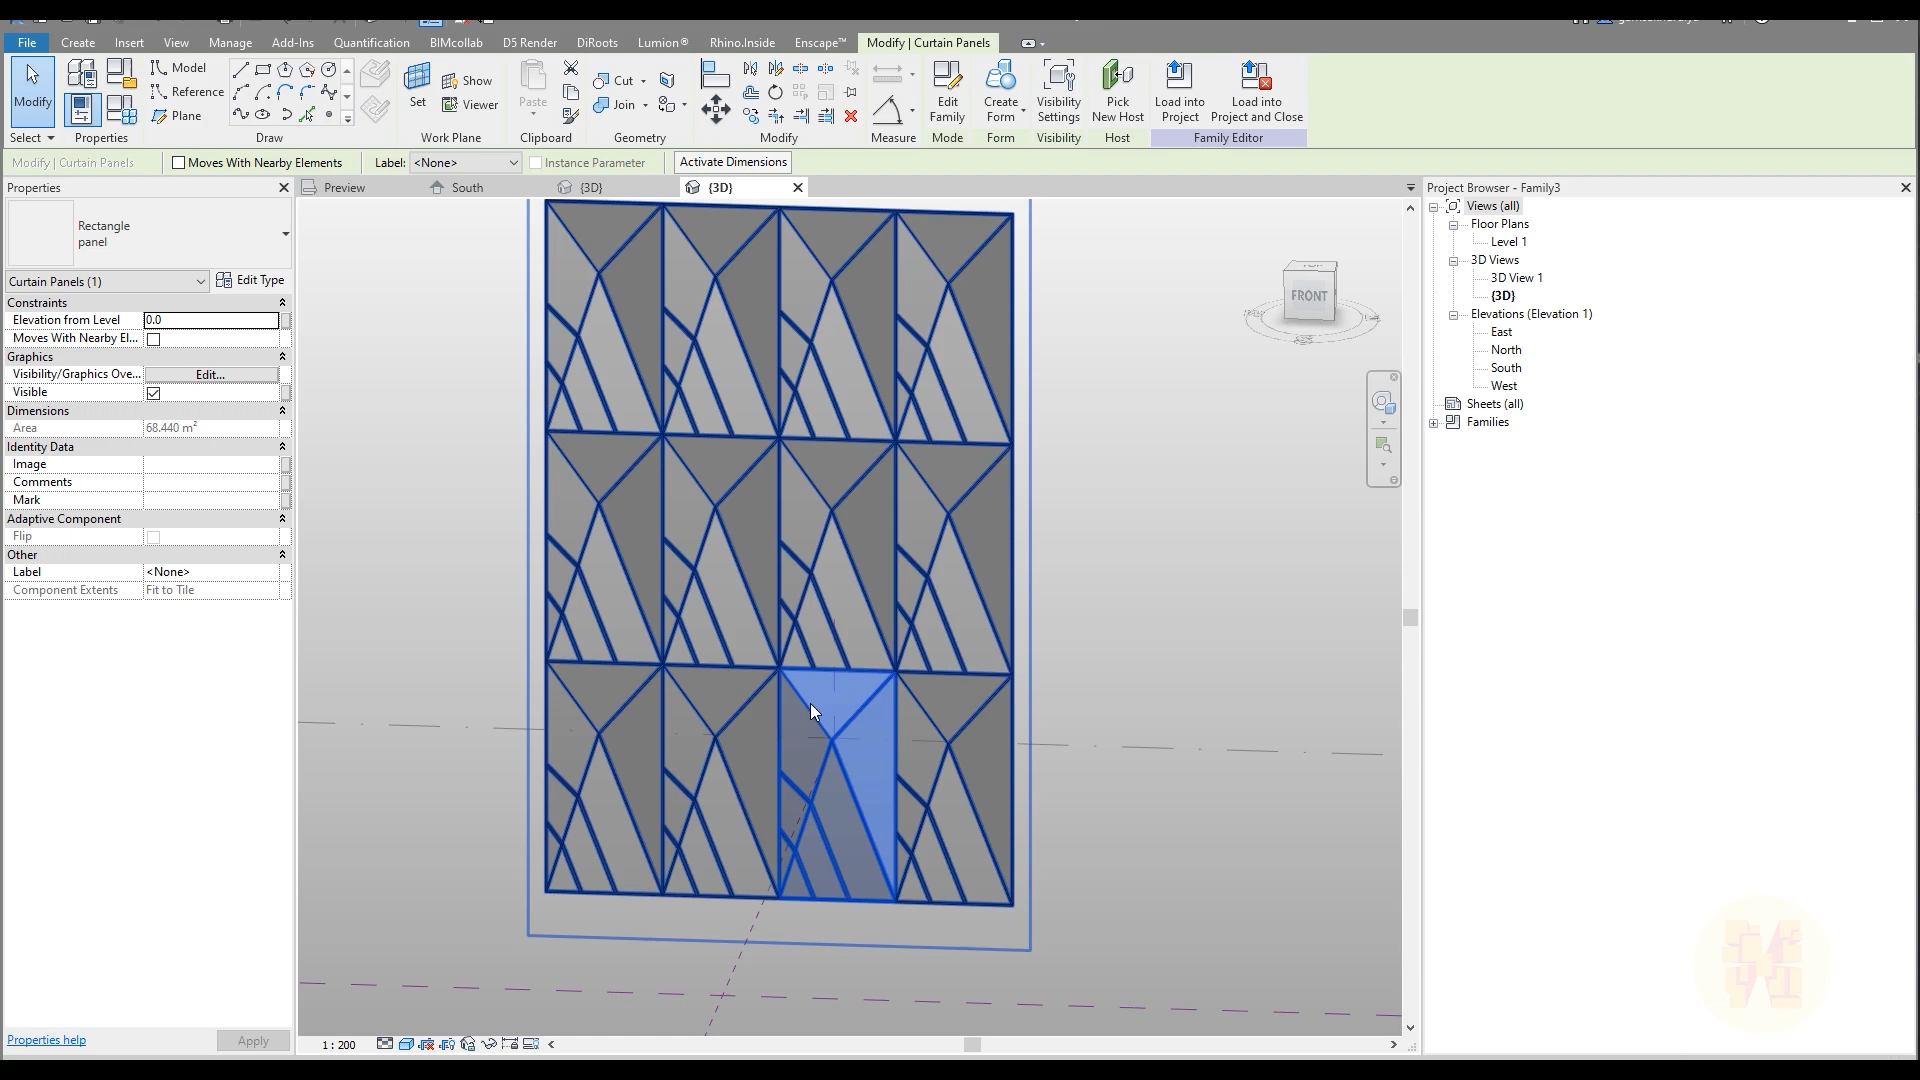 File Create Insert View Manage Add-Ins Quantification BIMcollab D5 Render DiRoots Lumion® Rhino.Inside Enscape™ Modify | Curtain Panels
Modify
Select
Properties
Model
Reference
Plane
Draw
Set
Show
Viewer
Work Plane
Paste
Clipboard
Cut
Join
Geometry
Modify
Measure
Edit Family
Mode
Create Form
Form
Visibility Settings
Visibility
Pick New Host
Host
Load into Project
Load into Project and Close
Family Editor
Modify | Curtain Panels Moves With Nearby Elements Label: <None> Instance Parameter Activate Dimensions
Properties
Preview South {3D} {3D}
Rectangle
panel
Curtain Panels (1) Edit Type
Constraints
Elevation from Level 0.0
Moves With Nearby El...
Graphics
Visibility/Graphics Ove... Edit...
Visible
Dimensions
Area 68.440 m²
Identity Data
Image
Comments
Mark
Adaptive Component
Flip
Other
Label <None>
Component Extents Fit to Tile
Properties help Apply
FRONT
1 : 200
Project Browser - Family3
Views (all)
Floor Plans
Level 1
3D Views
3D View 1
{3D}
Elevations (Elevation 1)
East
North
South
West
Sheets (all)
Families